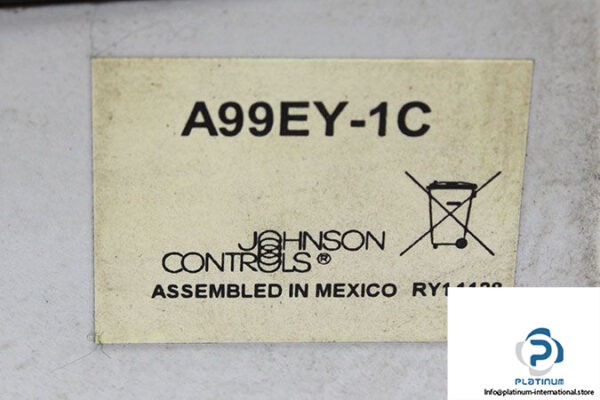 A99EY-1C
JOHNSON
CONTROLS®
ASSEMBLED IN MEXICO
PLATINUM
Info@platinum-international.store